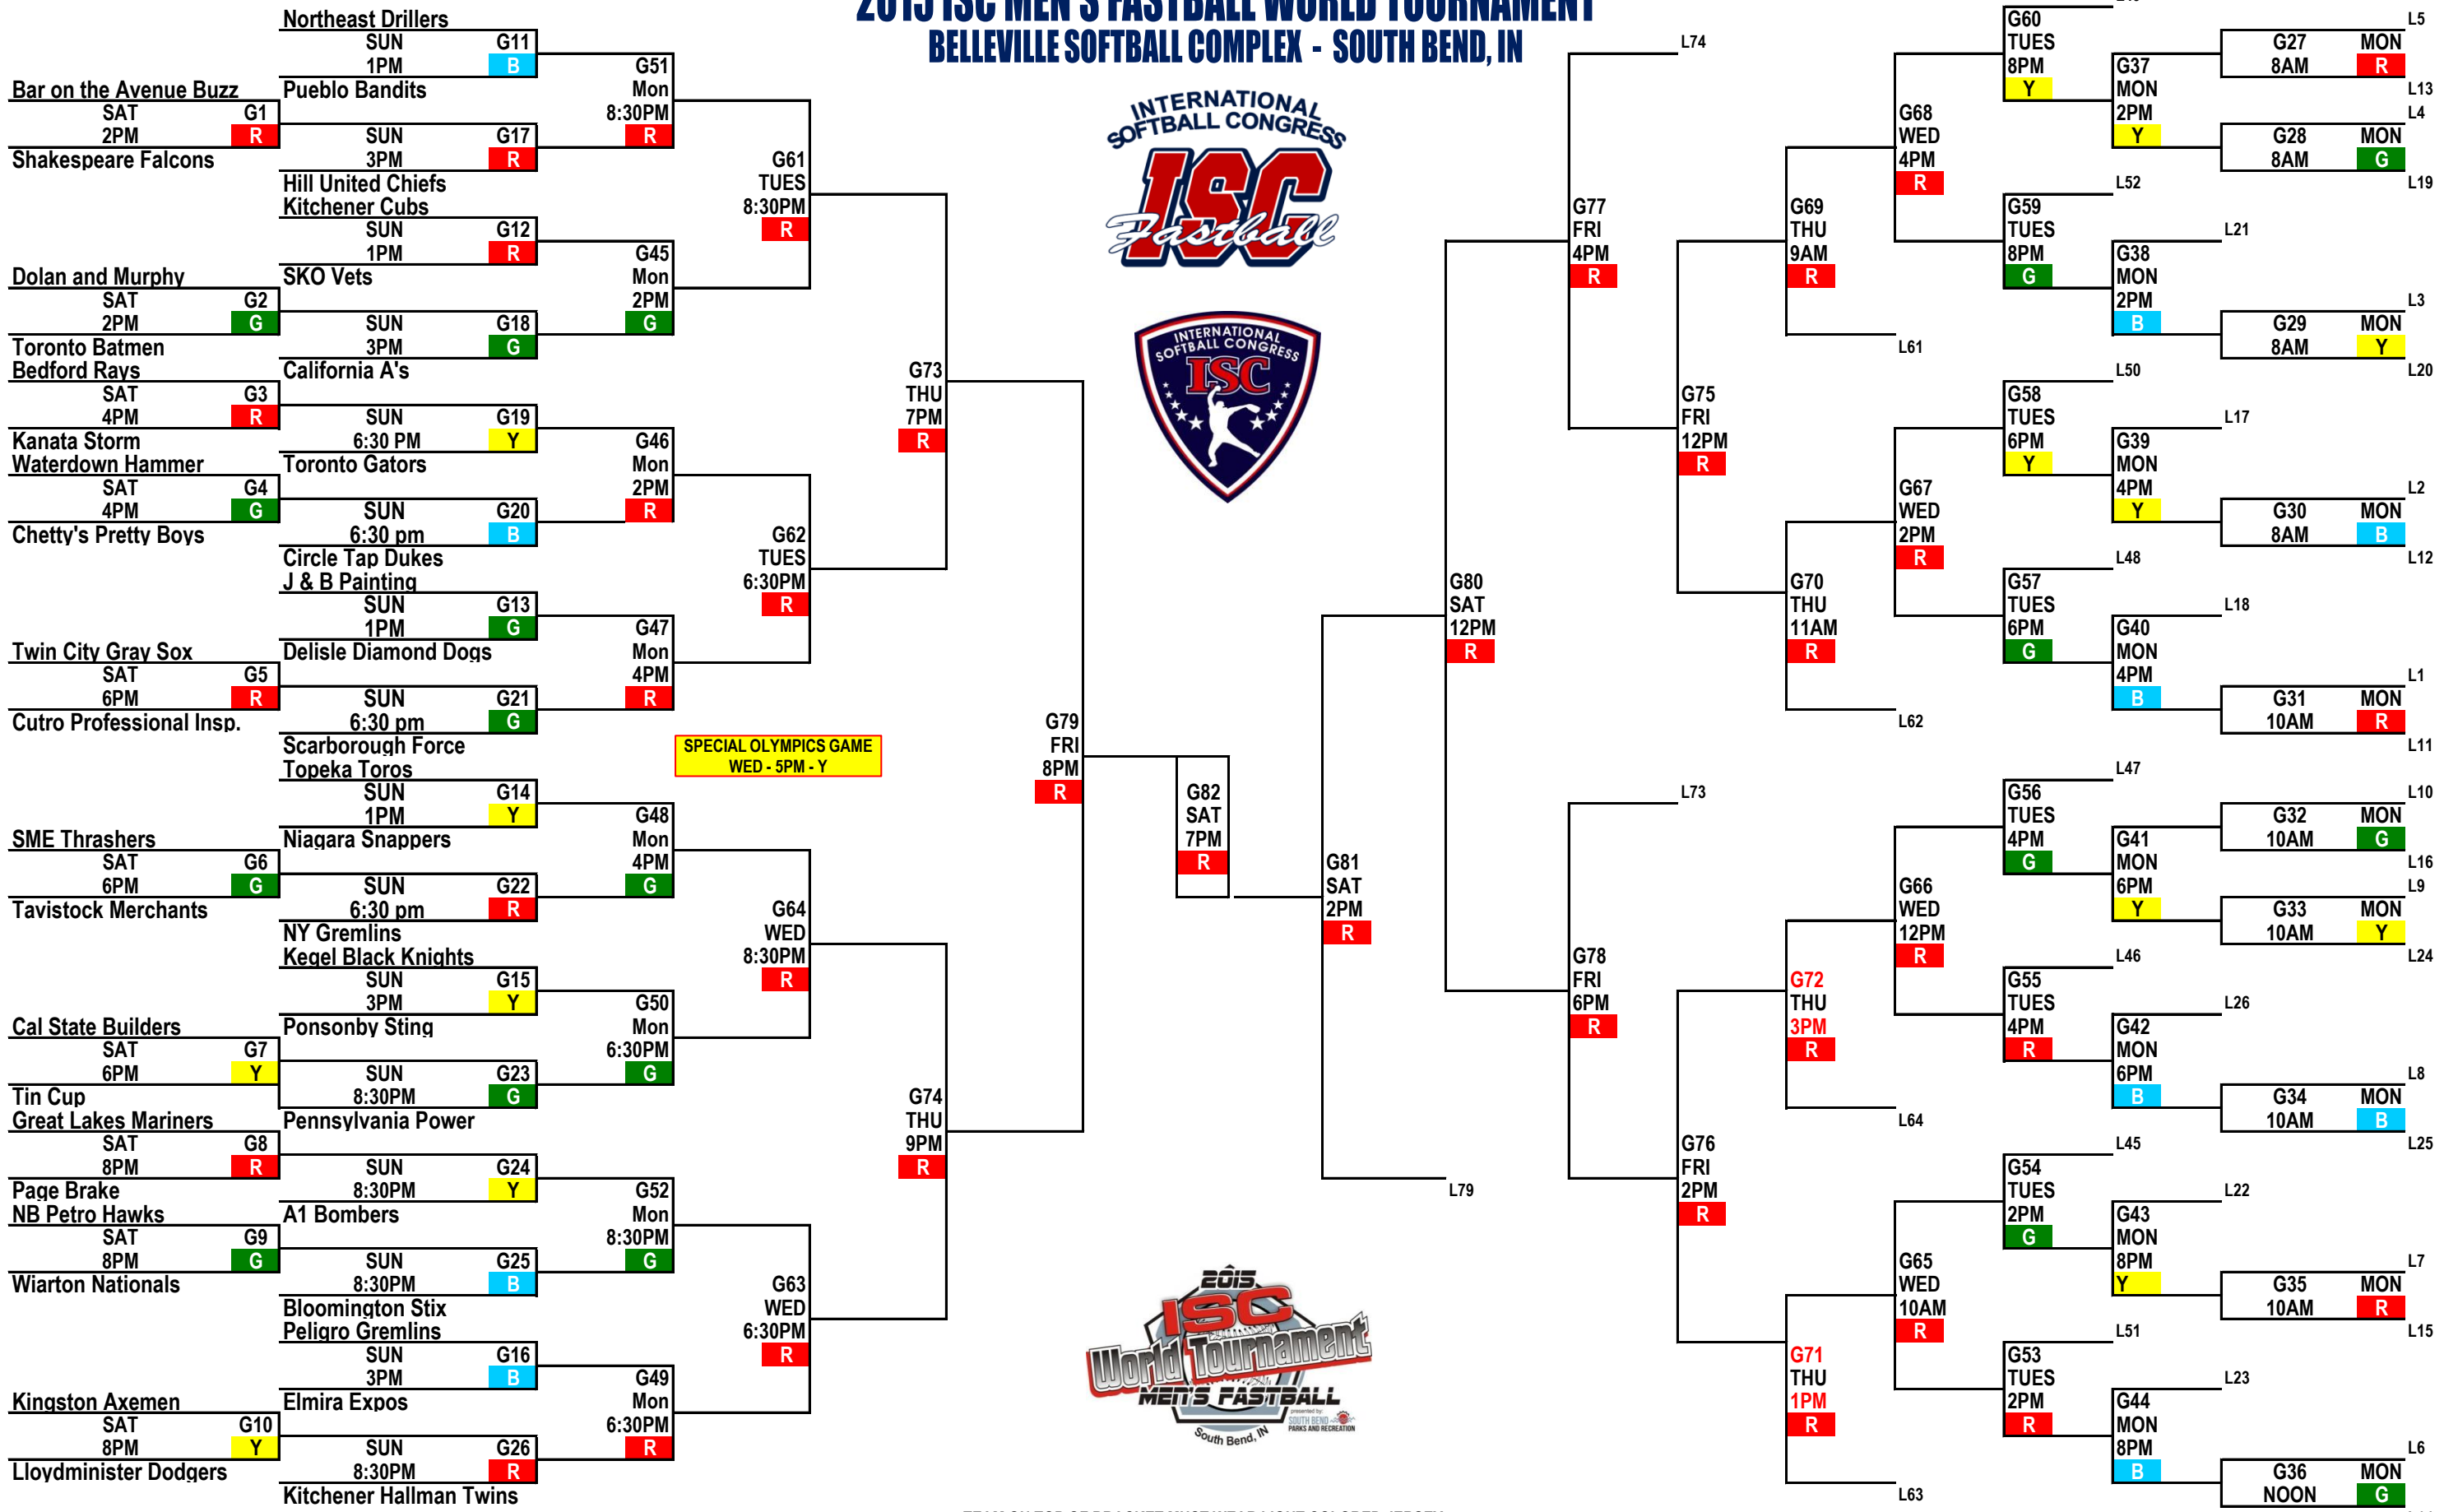 2015 ISC MEN'S FASTBALL WORLD TOURNAMENT
BELLEVILLE SOFTBALL COMPLEX - SOUTH BEND, IN
Bar on the Avenue Buzz
SAT G1
2PM R
Shakespeare Falcons
Dolan and Murphy
SAT G2
2PM G
Toronto Batmen
Bedford Rays
SAT G3
4PM R
Kanata Storm
Waterdown Hammer
SAT G4
4PM G
Chetty's Pretty Boys
Twin City Gray Sox
SAT G5
6PM R
Cutro Professional Insp.
SME Thrashers
SAT G6
6PM G
Tavistock Merchants
Cal State Builders
SAT G7
6PM Y
Tin Cup
Great Lakes Mariners
SAT G8
8PM R
Page Brake
NB Petro Hawks
SAT G9
8PM G
Wiarton Nationals
Kingston Axemen
SAT G10
8PM Y
Lloydminister Dodgers
Northeast Drillers
SUN G11
1PM B
Pueblo Bandits
SUN G17
3PM R
Hill United Chiefs
Kitchener Cubs
SUN G12
1PM R
SKO Vets
SUN G18
3PM G
California A's
SUN G19
6:30 PM Y
Toronto Gators
SUN G20
6:30 pm B
Circle Tap Dukes
J & B Painting
SUN G13
1PM G
Delisle Diamond Dogs
SUN G21
6:30 pm G
Scarborough Force
Topeka Toros
SUN G14
1PM Y
Niagara Snappers
SUN G22
6:30 pm R
NY Gremlins
Kegel Black Knights
SUN G15
3PM Y
Ponsonby Sting
SUN G23
8:30PM G
Pennsylvania Power
SUN G24
8:30PM Y
A1 Bombers
SUN G25
8:30PM B
Bloomington Stix
Peligro Gremlins
SUN G16
3PM B
Elmira Expos
SUN G26
8:30PM R
Kitchener Hallman Twins
G51
Mon
8:30PM
R
G45
Mon
2PM
G
G46
Mon
2PM
R
G47
Mon
4PM
R
G48
Mon
4PM
G
G50
Mon
6:30PM
G
G52
Mon
8:30PM
G
G49
Mon
6:30PM
R
G61
TUES
8:30PM
R
G62
TUES
6:30PM
R
G64
WED
8:30PM
R
G63
WED
6:30PM
R
SPECIAL OLYMPICS GAME
WED - 5PM - Y
G73
THU
7PM
R
G74
THU
9PM
R
G79
FRI
8PM
R
G82
SAT
7PM
R
INTERNATIONAL
SOFTBALL CONGRESS
ISC
Fastball
INTERNATIONAL
SOFTBALL CONGRESS
ISC
2015
ISC
World Tournament
MEN'S FASTBALL
presented by:
SOUTH BEND
PARKS AND RECREATION
South Bend, IN
G81
SAT
2PM
R
L79
G80
SAT
12PM
R
L74
G77
FRI
4PM
R
L73
G78
FRI
6PM
R
G75
FRI
12PM
R
G76
FRI
2PM
R
G69
THU
9AM
R
L61
G70
THU
11AM
R
L62
G72
THU
3PM
R
L64
G71
THU
1PM
R
L63
G68
WED
4PM
R
G67
WED
2PM
R
G66
WED
12PM
R
G65
WED
10AM
R
G60
TUES
8PM
Y
L52
G59
TUES
8PM
G
L50
G58
TUES
6PM
Y
L48
G57
TUES
6PM
G
L47
G56
TUES
4PM
G
L46
G55
TUES
4PM
R
L45
G54
TUES
2PM
G
L51
G53
TUES
2PM
R
G37
MON
2PM
Y
L21
G38
MON
2PM
B
L17
G39
MON
4PM
Y
L18
G40
MON
4PM
B
G41
MON
6PM
Y
L26
G42
MON
6PM
B
L22
G43
MON
8PM
Y
L23
G44
MON
8PM
B
L5
G27 MON
8AM R
L13
L4
G28 MON
8AM G
L19
L3
G29 MON
8AM Y
L20
L2
G30 MON
8AM B
L12
L1
G31 MON
10AM R
L11
L10
G32 MON
10AM G
L16
L9
G33 MON
10AM Y
L24
L8
G34 MON
10AM B
L25
L7
G35 MON
10AM R
L15
L6
G36 MON
NOON G